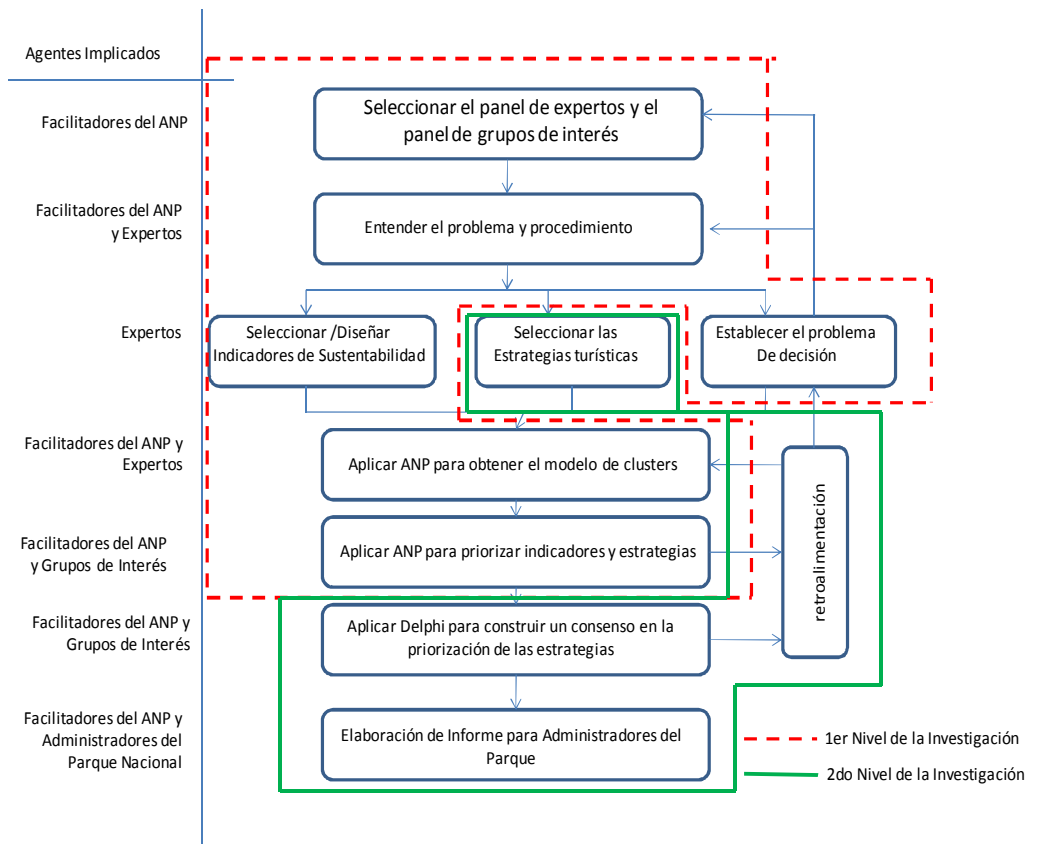 Agentes Implicados
Facilitadores del ANP
Seleccionar el panel de expertos y el
panel de grupos de interés
Facilitadores del ANP
y Expertos
Entender el problema y procedimiento
Expertos
Seleccionar /Diseñar
Indicadores de Sustentabilidad
Seleccionar las
Estrategias turísticas
Establecer el problema
De decisión
Facilitadores del ANP y
Expertos
Aplicar ANP para obtener el modelo de clusters
Facilitadores del ANP
y Grupos de Interés
Aplicar ANP para priorizar indicadores y estrategias
retroalimentación
Facilitadores del ANP y
Grupos de Interés
Aplicar Delphi para construir un consenso en la
priorización de las estrategias
Facilitadores del ANP y
Administradores del
Parque Nacional
Elaboración de Informe para Administradores del
Parque
1er Nivel de la Investigación
2do Nivel de la Investigación